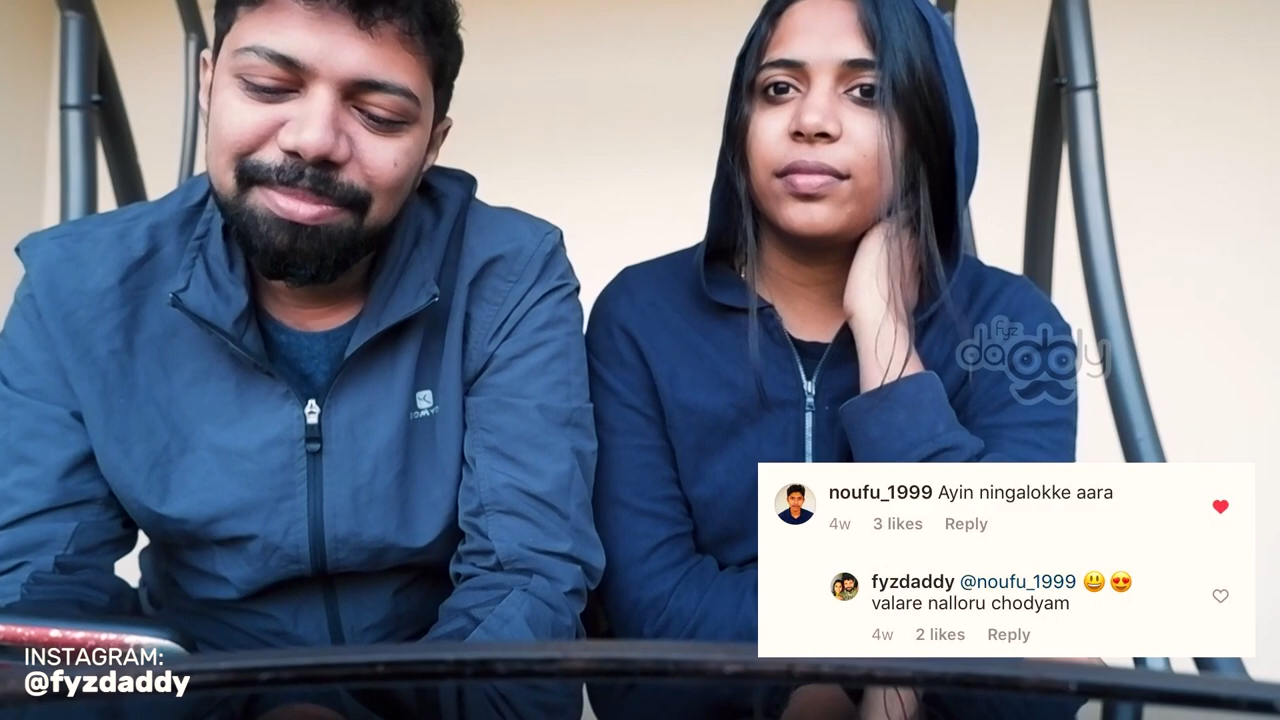 DOMYOS
fyz
daddy
noufu_1999 Ayin ningalokke aara
4w 3 likes Reply
fyzdaddy @noufu_1999 😃😍
valare nalloru chodyam
4w 2 likes Reply
INSTAGRAM:
@fyzdaddy